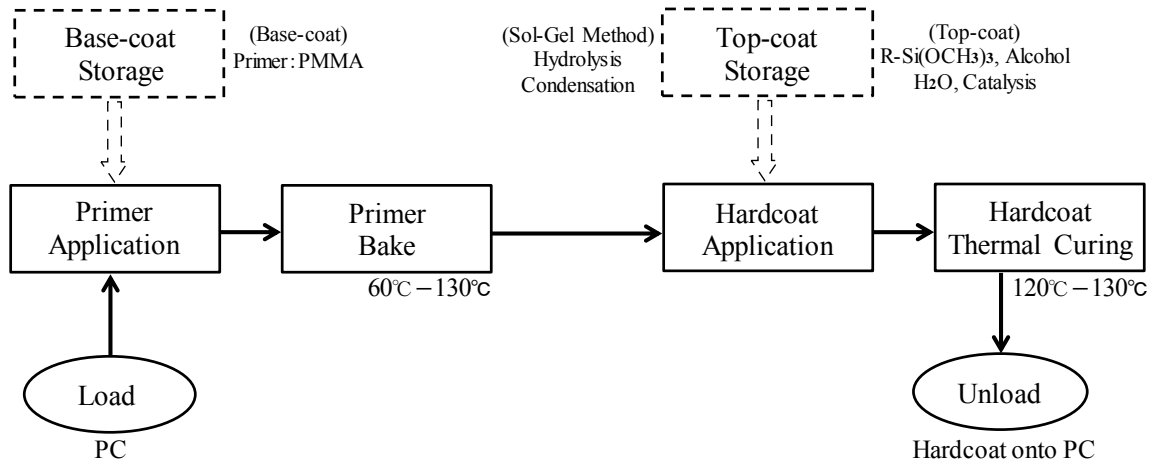 Base-coat
Storage
(Base-coat)
Primer：PMMA
(Sol-Gel Method)
Hydrolysis
Condensation
Top-coat
Storage
(Top-coat)
R-Si(OCH3)3, Alcohol
H2O, Catalysis
Primer
Application
Primer
Bake
60℃－130℃
Hardcoat
Application
Hardcoat
Thermal Curing
120℃－130℃
Load
PC
Unload
Hardcoat onto PC